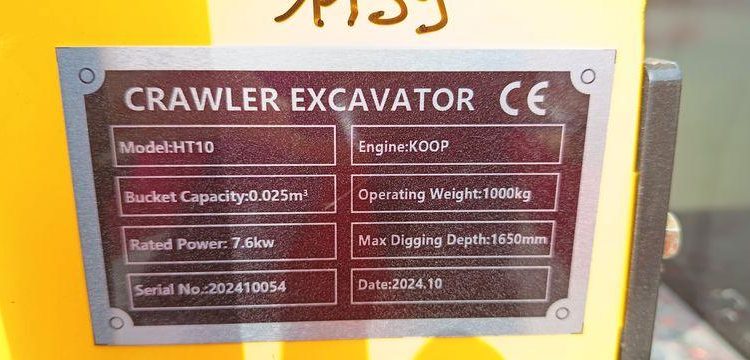 CRAWLER EXCAVATOR CE
Model:HT10
Engine:KOOP
Bucket Capacity:0.025m³
Operating Weight:1000kg
Rated Power: 7.6kw
Max Digging Depth:1650mm
Serial No.:202410054
Date:2024.10